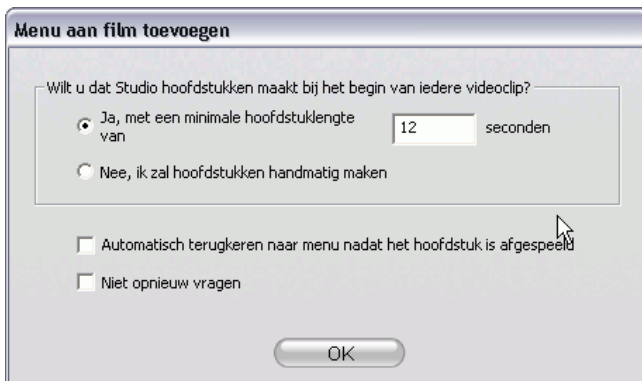 Menu aan film toevoegen
Wilt u dat Studio hoofdstukken maakt bij het begin van iedere videoclip?
Ja, met een minimale hoofdstuklengte
van
12 seconden
Nee, ik zal hoofdstukken handmatig maken
Automatisch terugkeren naar menu nadat het hoofdstuk is afgespeeld
Niet opnieuw vragen
OK